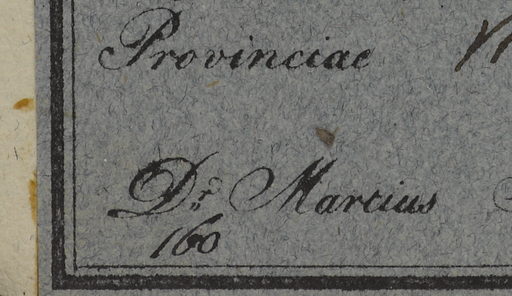 Provinciae
Dr. Martius
160